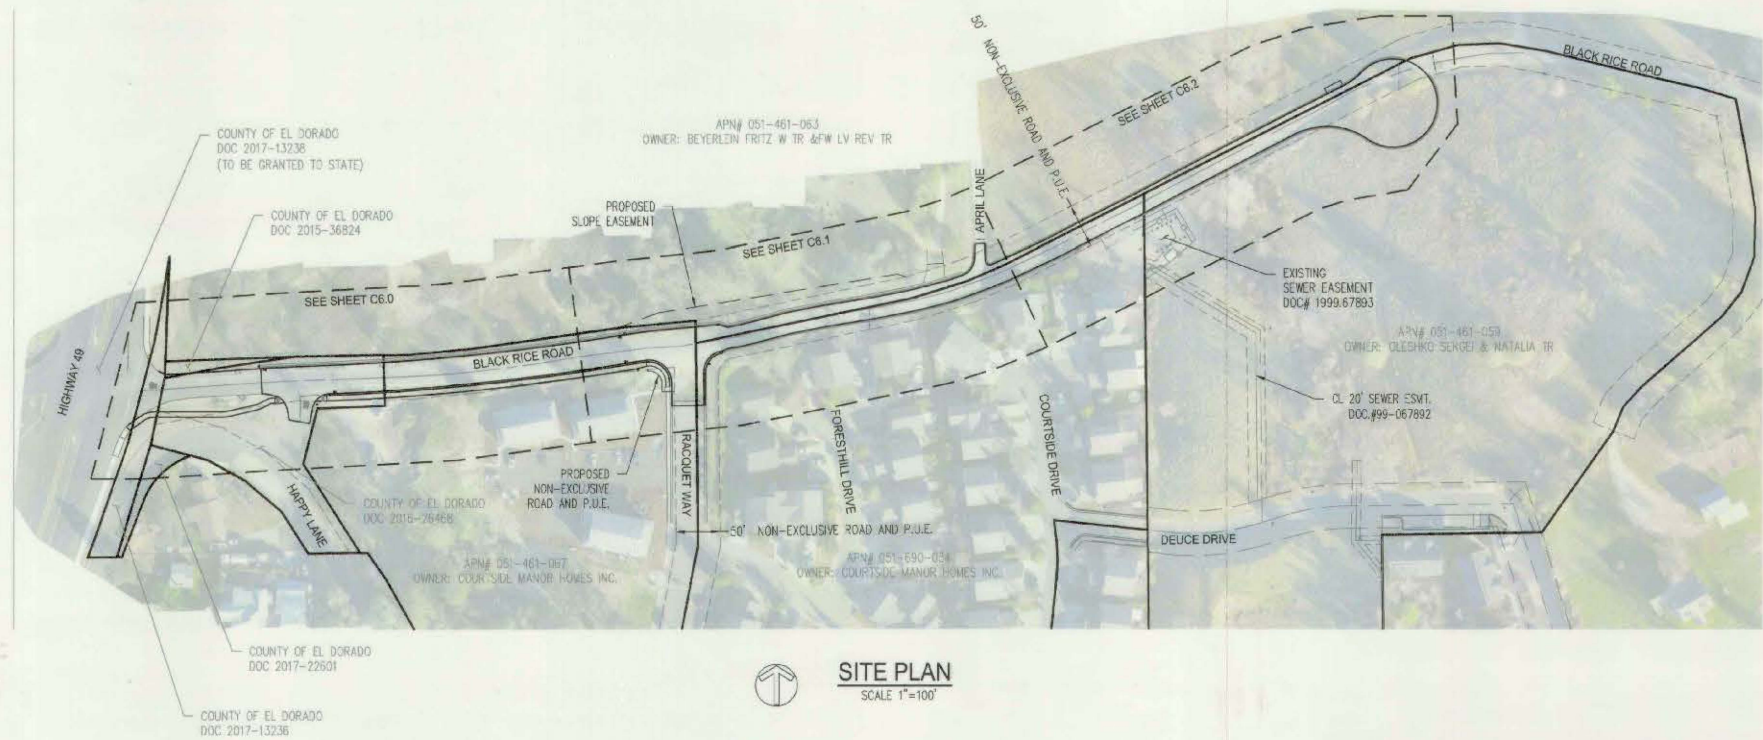 50' NON-EXCLUSIVE ROAD AND P.U.E.
BLACK RICE ROAD
SEE SHEET C6.2
COUNTY OF EL DORADO
DOC 2017-13238
(TO BE GRANTED TO STATE)
APN# 051-461-063
OWNER: BEYERLEIN FRITZ W TR &FW LV REV TR
APRIL LANE
PROPOSED
SLOPE EASEMENT
COUNTY OF EL DORADO
DOC 2015-36824
SEE SHEET C6.1
SEE SHEET C6.0
EXISTING
SEWER EASEMENT
DOC# 1999.67893
APN# 051-461-059
OWNER: OLESHKO SERGEI & NATALIA TR
HIGHWAY 49
BLACK RICE ROAD
CL 20' SEWER ESMT.
DOC.#99-067892
RACQUET WAY
FORESTHILL DRIVE
COURTSIDE DRIVE
PROPOSED
NON-EXCLUSIVE
ROAD AND P.U.E.
HAPPY LANE
COUNTY OF EL DORADO
DOC 2016-26468
50' NON-EXCLUSIVE ROAD AND P.U.E.
DEUCE DRIVE
APN# 051-461-067
OWNER: COURTSIDE MANOR HOMES INC.
APN# 051-690-034
OWNER: COURTSIDE MANOR HOMES INC.
COUNTY OF EL DORADO
DOC 2017-22601
SITE PLAN
SCALE 1"=100'
COUNTY OF EL DORADO
DOC 2017-13236